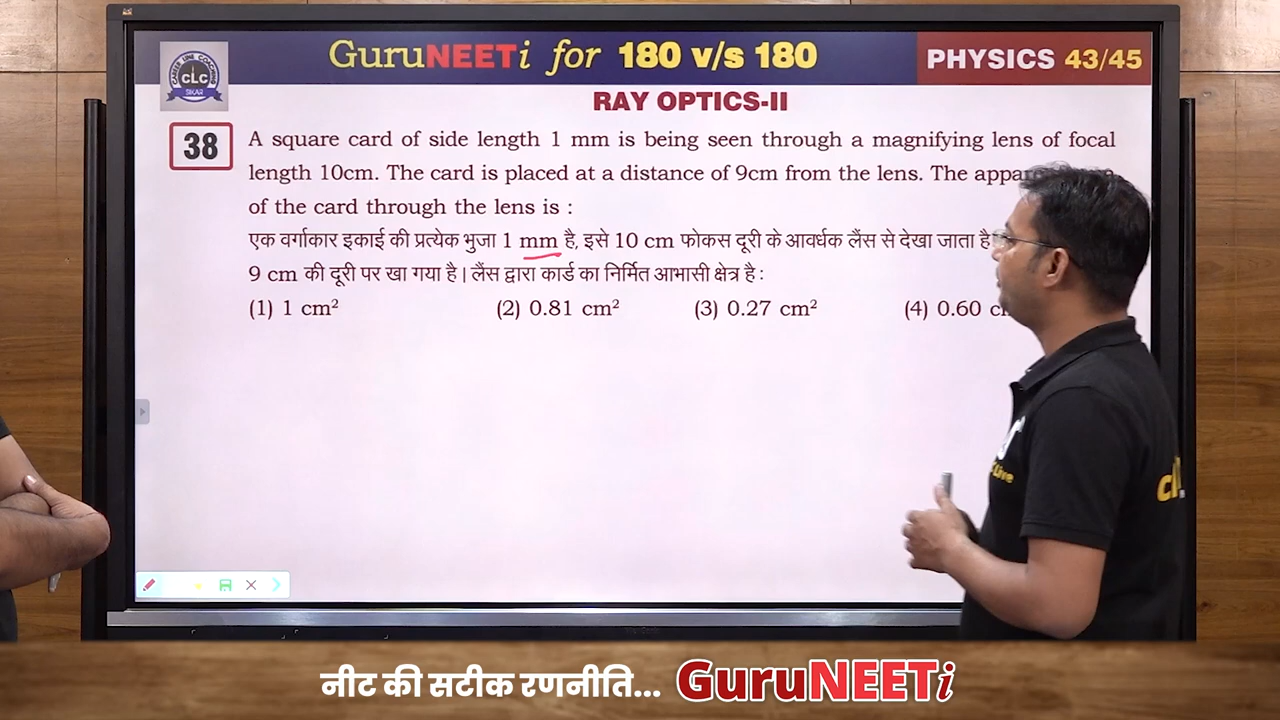 GuruNEETi for 180 v/s 180
PHYSICS 43/45
CAREER LINE COACHING
CLC
SIKAR
RAY OPTICS-II
38
A square card of side length 1 mm is being seen through a magnifying lens of focal
length 10cm. The card is placed at a distance of 9cm from the lens. The
of the card through the lens is :
एक वर्गाकार इकाई की प्रत्येक भुजा 1 mm है, इसे 10 cm फोकस दूरी के आवर्धक लैंस से देखा जाता है
9 cm की दूरी पर खा गया है। लैंस द्वारा कार्ड का निर्मित आभासी क्षेत्र है :
(1) 1 cm² (2) 0.81 cm² (3) 0.27 cm² (4) 0.60
Live
नीट की सटीक रणनीति... GuruNEETi